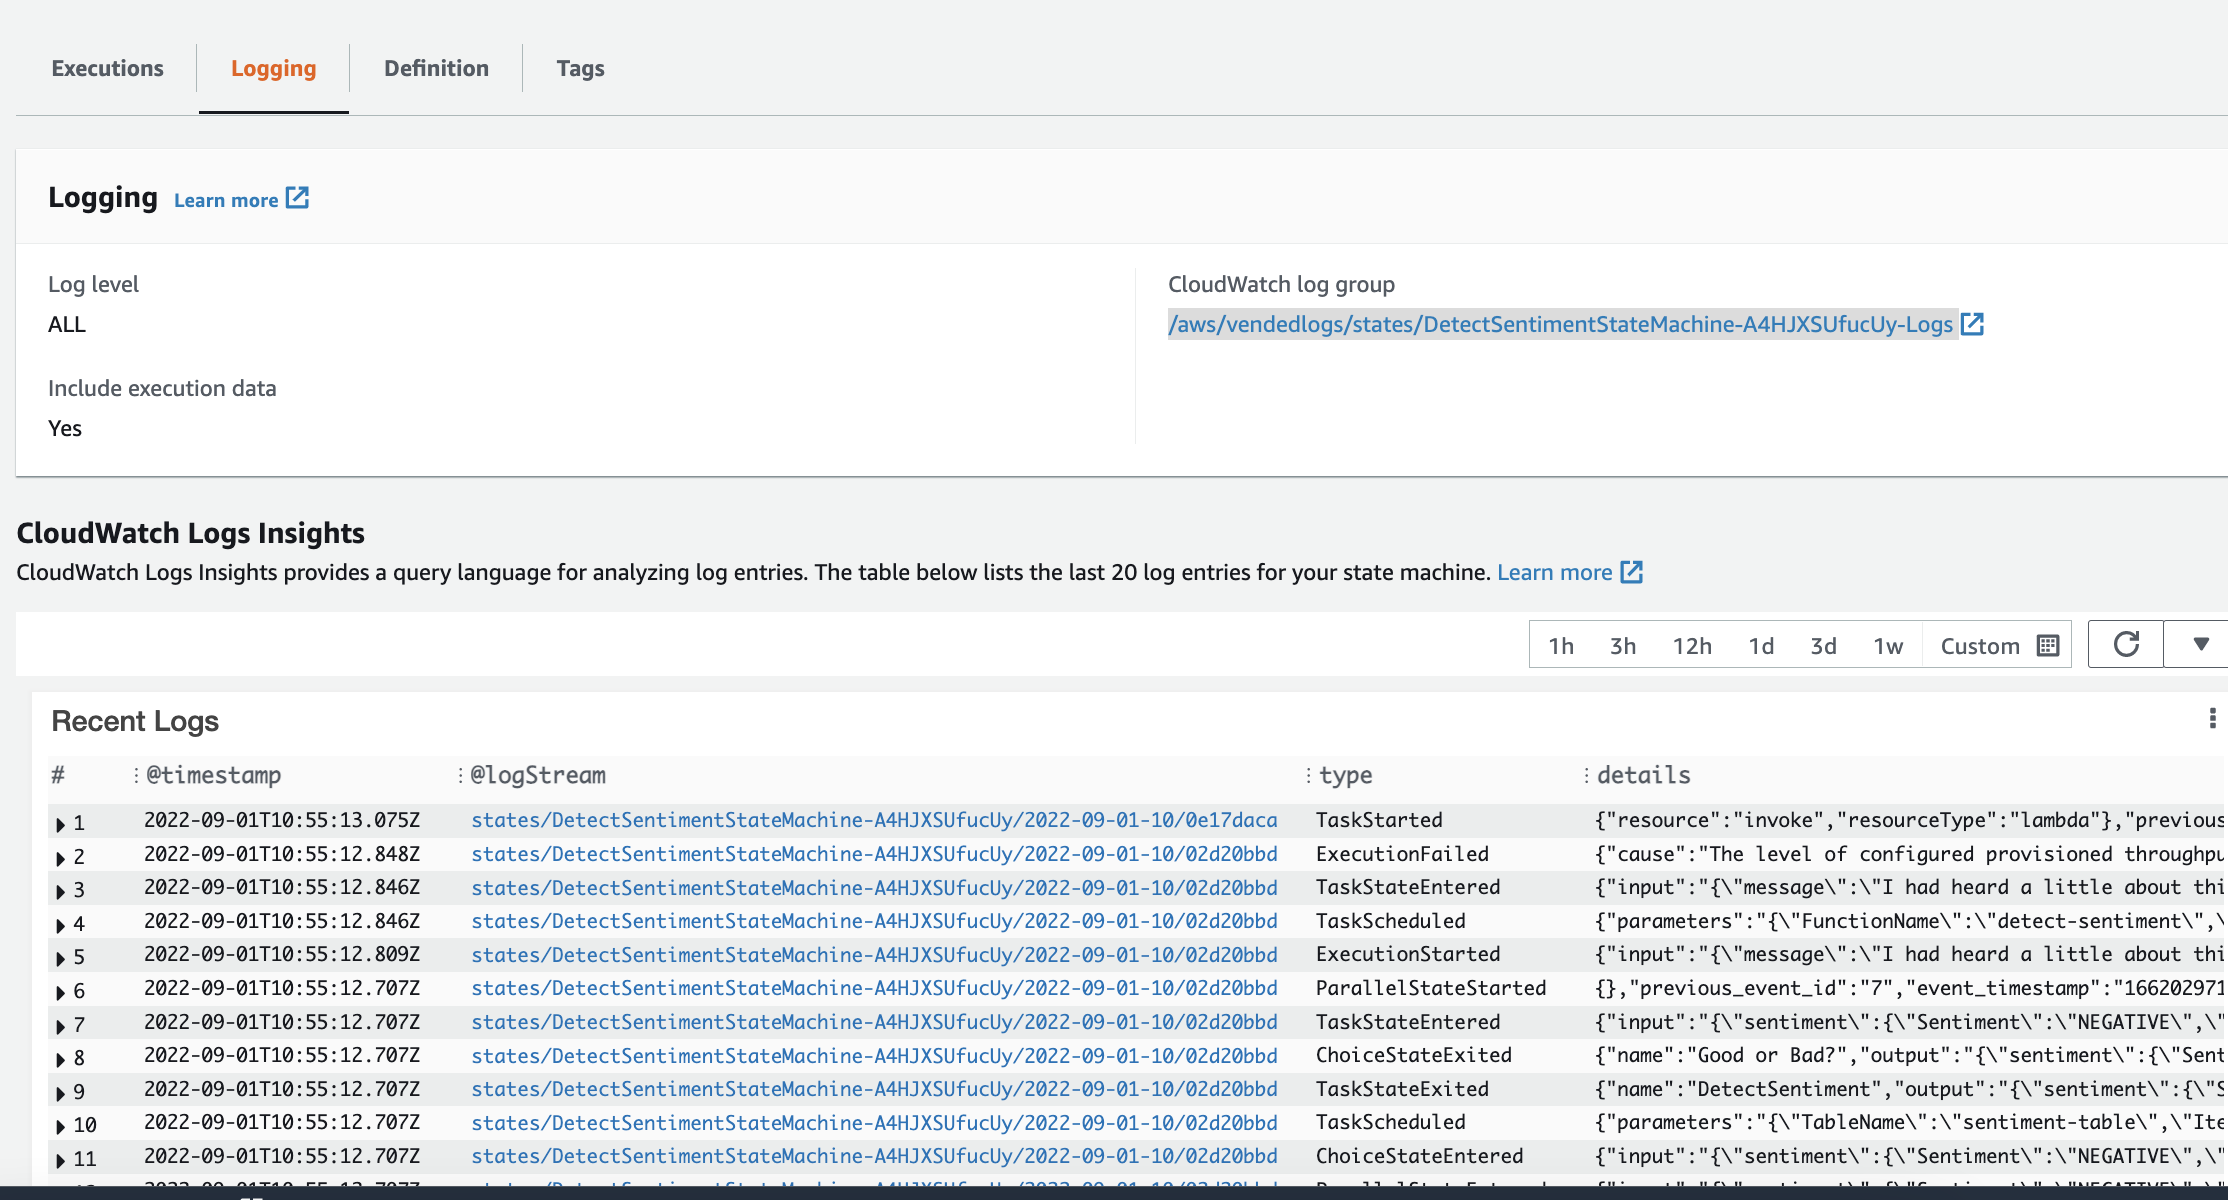 Executions Logging Definition Tags
Logging Learn more
Log level
ALL
CloudWatch log group
/aws/vendedlogs/states/DetectSentimentStateMachine-A4HJXSUfucUy-Logs
Include execution data
Yes
CloudWatch Logs Insights
CloudWatch Logs Insights provides a query language for analyzing log entries. The table below lists the last 20 log entries for your state machine. Learn more
1h 3h 12h 1d 3d 1w Custom
Recent Logs
# @timestamp @logStream type details
1 2022-09-01T10:55:13.075Z states/DetectSentimentStateMachine-A4HJXSUfucUy/2022-09-01-10/0e17daca TaskStarted {"resource":"invoke","resourceType":"lambda"},"previous
2 2022-09-01T10:55:12.848Z states/DetectSentimentStateMachine-A4HJXSUfucUy/2022-09-01-10/02d20bbd ExecutionFailed {"cause":"The level of configured provisioned throughpu
3 2022-09-01T10:55:12.846Z states/DetectSentimentStateMachine-A4HJXSUfucUy/2022-09-01-10/02d20bbd TaskStateEntered {"input":"{\"message\":\"I had heard a little about thi
4 2022-09-01T10:55:12.846Z states/DetectSentimentStateMachine-A4HJXSUfucUy/2022-09-01-10/02d20bbd TaskScheduled {"parameters":"{\"FunctionName\":\"detect-sentiment\",\
5 2022-09-01T10:55:12.809Z states/DetectSentimentStateMachine-A4HJXSUfucUy/2022-09-01-10/02d20bbd ExecutionStarted {"input":"{\"message\":\"I had heard a little about thi
6 2022-09-01T10:55:12.707Z states/DetectSentimentStateMachine-A4HJXSUfucUy/2022-09-01-10/02d20bbd ParallelStateStarted {},"previous_event_id":"7","event_timestamp":"166202971
7 2022-09-01T10:55:12.707Z states/DetectSentimentStateMachine-A4HJXSUfucUy/2022-09-01-10/02d20bbd TaskStateEntered {"input":"{\"sentiment\":{\"Sentiment\":\"NEGATIVE\",\"
8 2022-09-01T10:55:12.707Z states/DetectSentimentStateMachine-A4HJXSUfucUy/2022-09-01-10/02d20bbd ChoiceStateExited {"name":"Good or Bad?","output":"{\"sentiment\":{\"Sent
9 2022-09-01T10:55:12.707Z states/DetectSentimentStateMachine-A4HJXSUfucUy/2022-09-01-10/02d20bbd TaskStateExited {"name":"DetectSentiment","output":"{\"sentiment\":{\"S
10 2022-09-01T10:55:12.707Z states/DetectSentimentStateMachine-A4HJXSUfucUy/2022-09-01-10/02d20bbd TaskScheduled {"parameters":"{\"TableName\":\"sentiment-table\",\"Ite
11 2022-09-01T10:55:12.707Z states/DetectSentimentStateMachine-A4HJXSUfucUy/2022-09-01-10/02d20bbd ChoiceStateEntered {"input":"{\"sentiment\":{\"Sentiment\":\"NEGATIVE\",\"